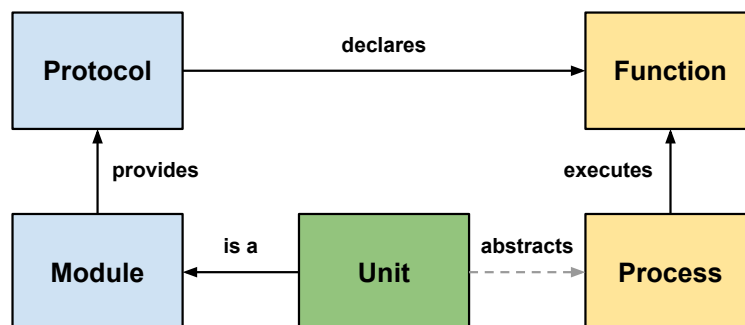 declares
Protocol
Function
provides
executes
is a
abstracts
Module
Unit
Process